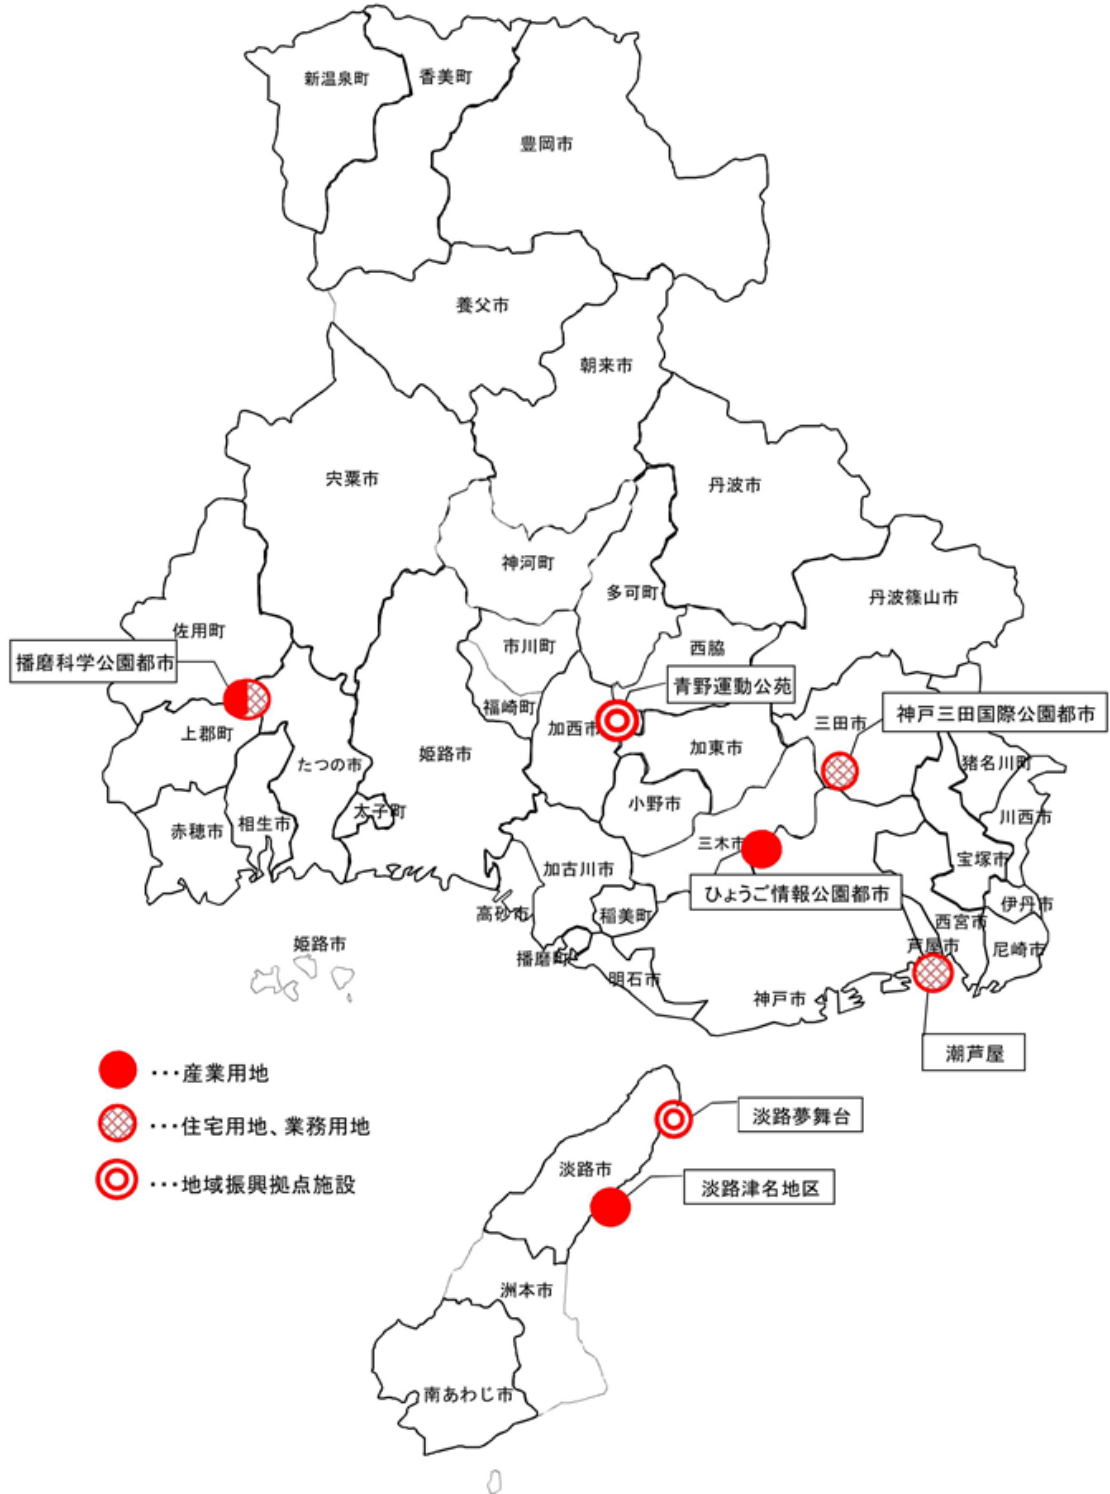 新温泉町
香美町
豊岡市
養父市
朝来市
宍粟市
丹波市
神河町
多可町
丹波篠山市
佐用町
市川町
西脇
播磨科学公園都市
青野運動公苑
福崎町
加西市
三田市
神戸三田国際公園都市
上郡町
加東市
姫路市
たつの市
猪名川町
太子町
小野市
川西市
赤穂市
相生市
三木市
宝塚市
加古川市
ひょうご情報公園都市
伊丹市
高砂市
稲美町
西宮市
芦屋市
尼崎市
姫路市
播磨町
明石市
神戸市
潮芦屋
・・・産業用地
・・・住宅用地、業務用地
・・・地域振興拠点施設
淡路夢舞台
淡路市
淡路津名地区
洲本市
南あわじ市